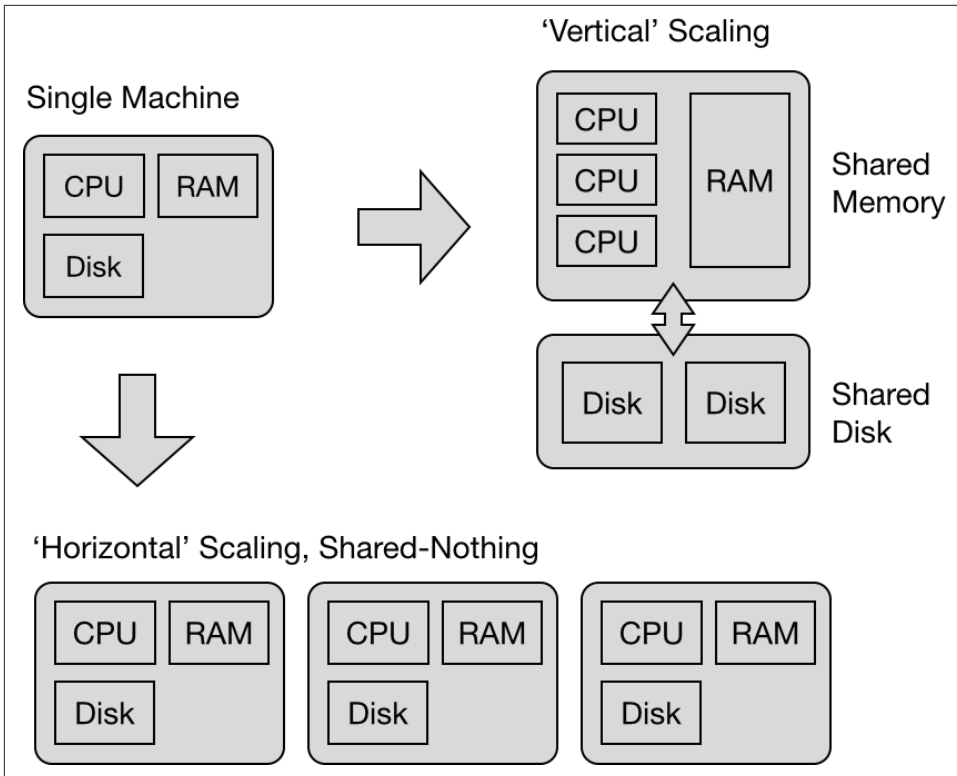 'Vertical' Scaling
Single Machine
CPU RAM
Disk
CPU
CPU
CPU
RAM
Shared
Memory
Disk Disk
Shared
Disk
‘Horizontal’ Scaling, Shared-Nothing
CPU RAM CPU RAM CPU RAM
Disk Disk Disk